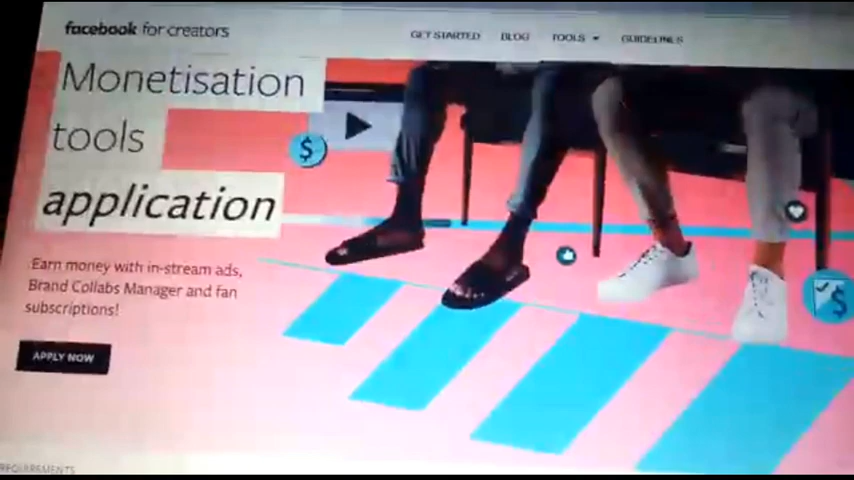 facebook for creators
GET STARTED BLOG TOOLS GUIDELINES
Monetisation
tools
application
Earn money with in-stream ads,
Brand Collabs Manager and fan
subscriptions!
APPLY NOW
REQUIREMENTS
$
$